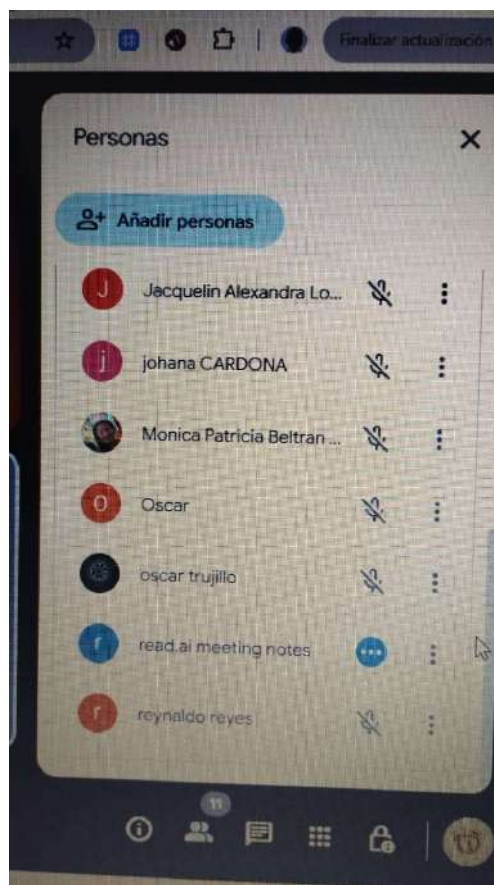 Finalizar actualización
Personas
Añadir personas
J Jacquelin Alexandra Lo...
j johana CARDONA
Monica Patricia Beltran ...
O Oscar
oscar trujillo
r read.ai meeting notes
r reynaldo reyes
11